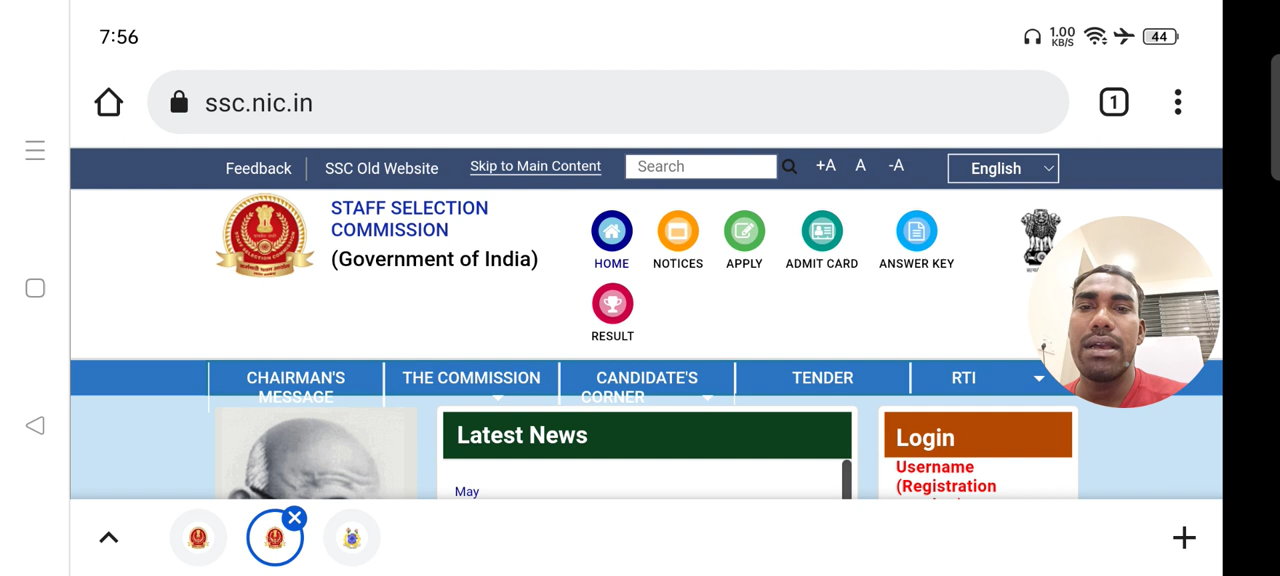 7:56
1.00
KB/S
44
ssc.nic.in
1
Feedback
SSC Old Website
Skip to Main Content
Search
+A A -A
English
STAFF SELECTION
COMMISSION
(Government of India)
HOME
NOTICES
APPLY
ADMIT CARD
ANSWER KEY
RESULT
CHAIRMAN'S
MESSAGE
THE COMMISSION
CANDIDATE'S
CORNER
TENDER
RTI
Latest News
May
Login
Username
(Registration